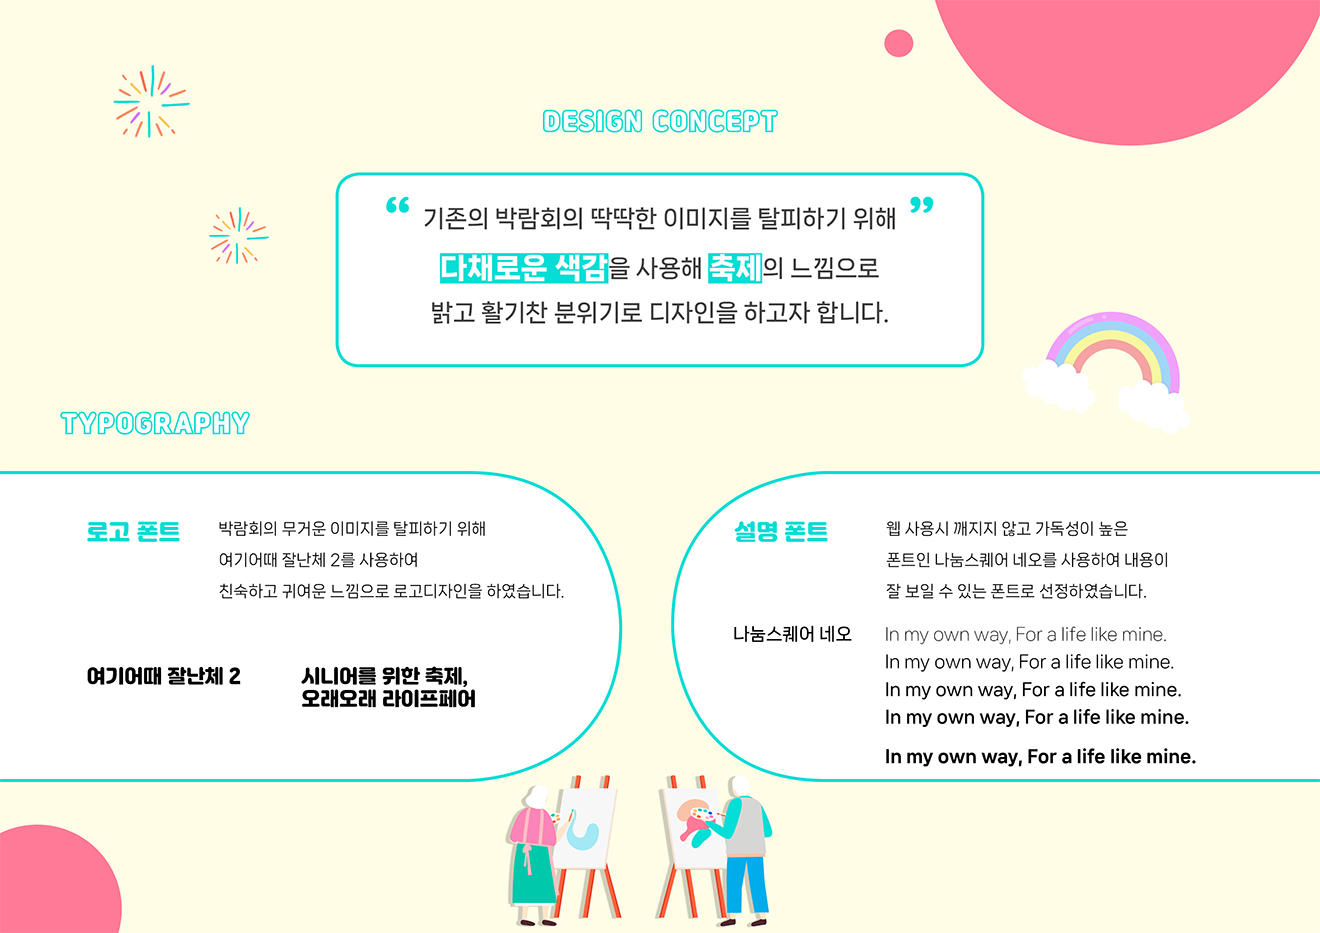 DESIGN CONCEPT
“ 기존의 박람회의 딱딱한 이미지를 탈피하기 위해 ”
다채로운 색감을 사용해 축제의 느낌으로
밝고 활기찬 분위기로 디자인을 하고자 합니다.
TYPOGRAPHY
로고 폰트
박람회의 무거운 이미지를 탈피하기 위해
여기어때 잘난체 2를 사용하여
친숙하고 귀여운 느낌으로 로고디자인을 하였습니다.
여기어때 잘난체 2
시니어를 위한 축제,
오래오래 라이프페어
설명 폰트
웹 사용시 깨지지 않고 가독성이 높은
폰트인 나눔스퀘어 네오를 사용하여 내용이
잘 보일 수 있는 폰트로 선정하였습니다.
나눔스퀘어 네오
In my own way, For a life like mine.
In my own way, For a life like mine.
In my own way, For a life like mine.
In my own way, For a life like mine.
In my own way, For a life like mine.